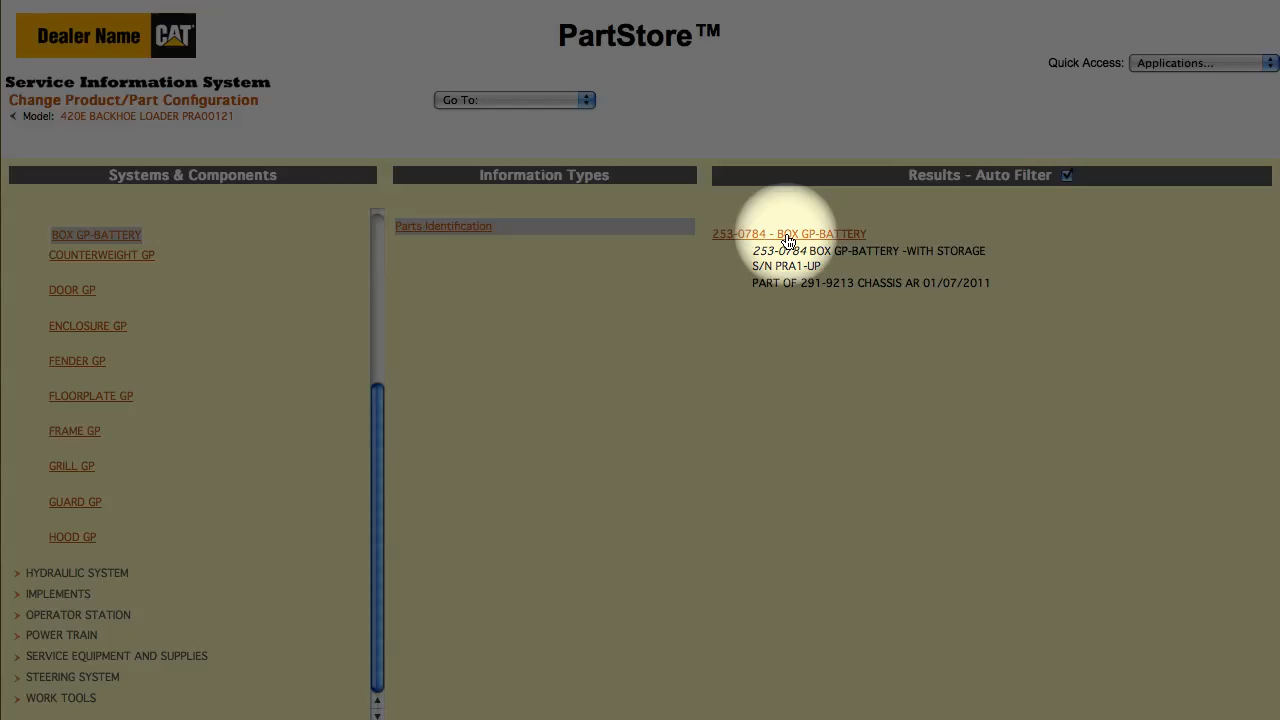 Dealer Name CAT
PartStore™
Quick Access: Applications...
Service Information System
Change Product/Part Configuration
Go To:
Model: 420E BACKHOE LOADER PRA00121
Systems & Components
Information Types
Results - Auto Filter
BOX GP-BATTERY
COUNTERWEIGHT GP
DOOR GP
ENCLOSURE GP
FENDER GP
FLOORPLATE GP
FRAME GP
GRILL GP
GUARD GP
HOOD GP
> HYDRAULIC SYSTEM
> IMPLEMENTS
> OPERATOR STATION
> POWER TRAIN
> SERVICE EQUIPMENT AND SUPPLIES
> STEERING SYSTEM
> WORK TOOLS
Parts Identification
253-0784 - BOX GP-BATTERY
253-0784 BOX GP-BATTERY -WITH STORAGE
S/N PRA1-UP
PART OF 291-9213 CHASSIS AR 01/07/2011